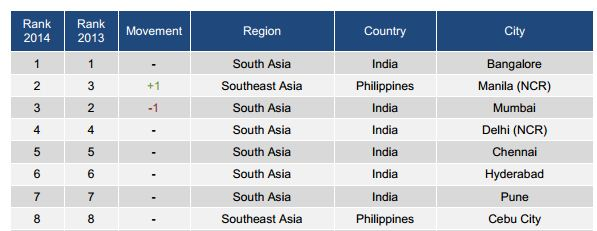 Rank 2014 Rank 2013 Movement Region Country City
1 1 - South Asia India Bangalore
2 3 +1 Southeast Asia Philippines Manila (NCR)
3 2 -1 South Asia India Mumbai
4 4 - South Asia India Delhi (NCR)
5 5 - South Asia India Chennai
6 6 - South Asia India Hyderabad
7 7 - South Asia India Pune
8 8 - Southeast Asia Philippines Cebu City